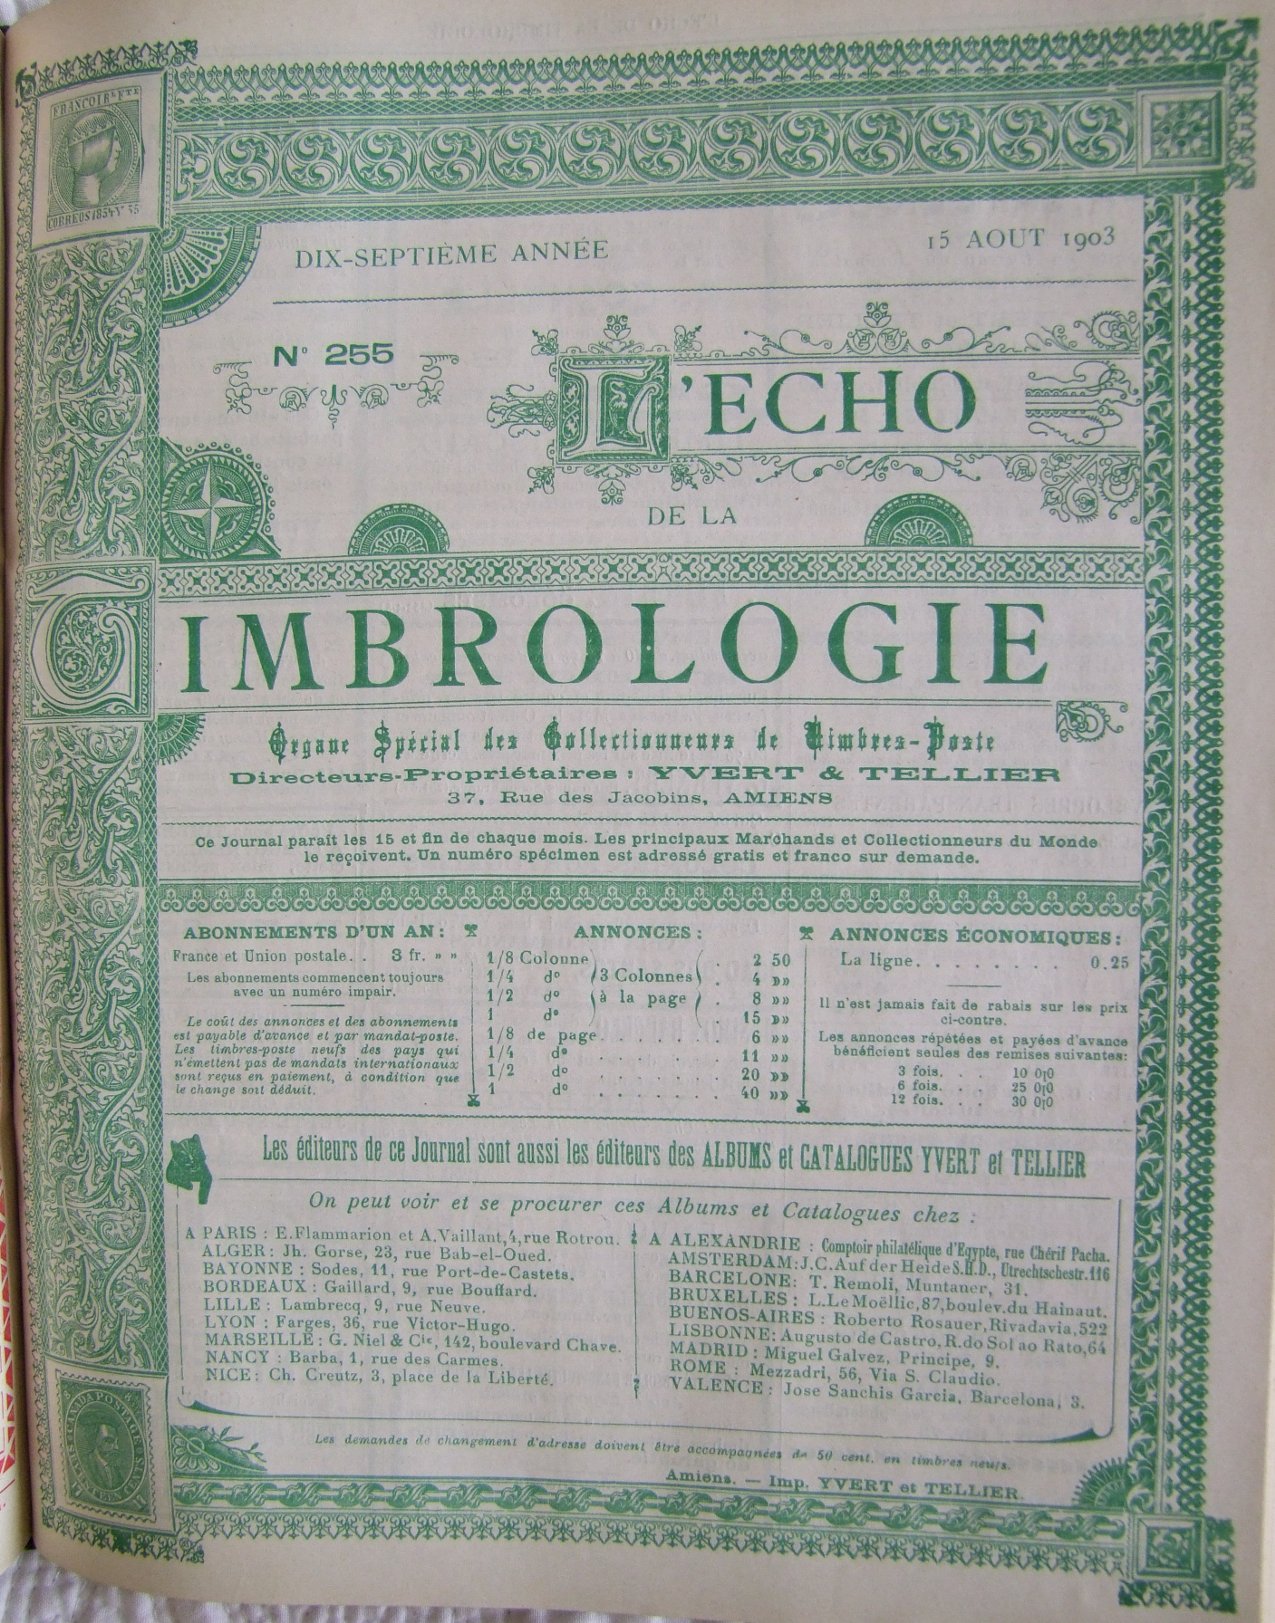 FRANCO IR.S FTE
CORREOS 1854 Y 55
DIX-SEPTIÈME ANNÉE
15 AOUT 1903
No 255
L'ECHO
DE LA
TIMBROLOGIE
Organe Spécial des Collectionneurs de Timbres-Poste
Directeurs-Propriétaires : YVERT & TELLIER
37, Rue des Jacobins, AMIENS
Ce Journal paraît les 15 et fin de chaque mois. Les principaux Marchands et Collectionneurs du Monde
le reçoivent. Un numéro spécimen est adressé gratis et franco sur demande.
ABONNEMENTS D'UN AN :
France et Union postale. . 3 fr. » »
Les abonnements commencent toujours
avec un numéro impair.
Le coût des annonces et des abonnements
est payable d'avance et par mandat-poste.
Les timbres-poste neufs des pays qui
n'émettent pas de mandats internationaux
sont reçus en paiement, à condition que
le change soit déduit.
ANNONCES :
1/8 Colonne . 2 50
1/4 do (3 Colonnes) . 4 »»
1/2 do (à la page) . 8 »»
1 do . 15 »»
1/8 de page. . . . . . . 6 »»
1/4 do . . . . . . 11 »»
1/2 do . . . . . . 20 »»
1 do . . . . . . 40 »»
ANNONCES ÉCONOMIQUES :
La ligne. . . . . . . . . 0.25
Il n'est jamais fait de rabais sur les prix
ci-contre.
Les annonces répétées et payées d'avance
bénéficient seules des remises suivantes:
3 fois. . . 10 0|0
6 fois. . . 25 0|0
12 fois. . . 30 0|0
Les éditeurs de ce Journal sont aussi les éditeurs des ALBUMS et CATALOGUES YVERT et TELLIER
On peut voir et se procurer ces Albums et Catalogues chez :
A PARIS : E. Flammarion et A. Vaillant, 4, rue Rotrou.
ALGER : Jh. Gorse, 23, rue Bab-el-Oued.
BAYONNE : Sodes, 11, rue Port-de-Castets.
BORDEAUX : Gaillard, 9, rue Bouffard.
LILLE : Lambrecq, 9, rue Neuve.
LYON : Farges, 36, rue Victor-Hugo.
MARSEILLE : G. Niel & Cie, 142, boulevard Chave.
NANCY : Barba, 1, rue des Carmes.
NICE : Ch. Creutz, 3, place de la Liberté.
A ALEXANDRIE : Comptoir philatélique d'Egypte, rue Chérif Pacha.
AMSTERDAM : J. C. Auf der Heide S.H.D., Utrechtschestr. 116
BARCELONE : T. Remoli, Muntaner, 31.
BRUXELLES : L. Le Moëllic, 87, boulev. du Hainaut.
BUENOS-AIRES : Roberto Rosauer, Rivadavia, 522
LISBONNE : Augusto de Castro, R. do Sol ao Rato, 64
MADRID : Miguel Galvez, Principe, 9.
ROME : Mezzadri, 56, Via S. Claudio.
VALENCE : Jose Sanchis Garcia, Barcelona, 3.
Les demandes de changement d'adresse doivent être accompagnées de 50 cent. en timbres neufs.
Amiens. — Imp. YVERT et TELLIER.
CANADA POSTAGE